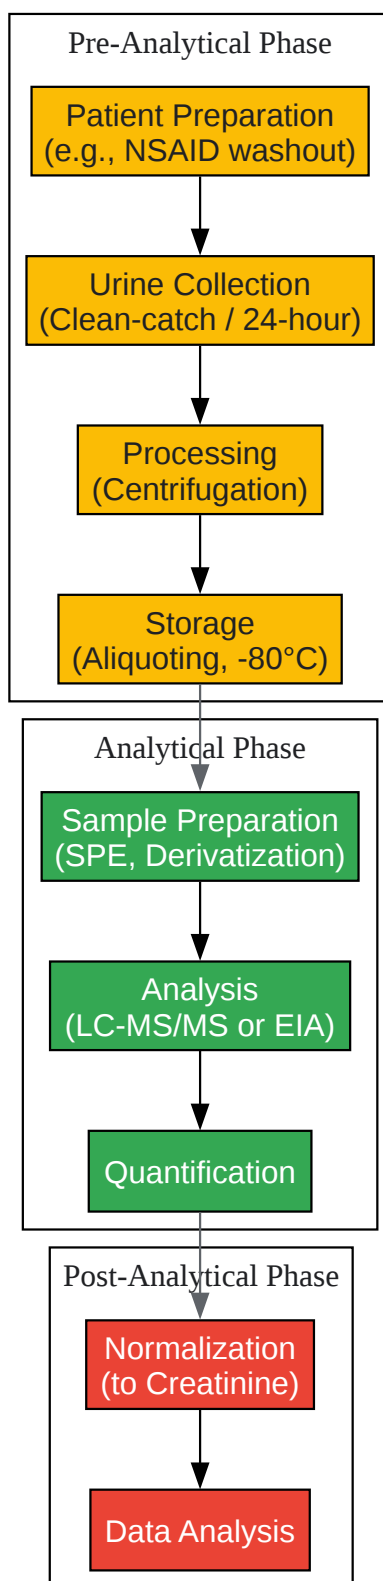 Pre-Analytical Phase
Patient Preparation
(e.g., NSAID washout)
Urine Collection
(Clean-catch / 24-hour)
Processing
(Centrifugation)
Storage
(Aliquoting, -80°C)
Analytical Phase
Sample Preparation
(SPE, Derivatization)
Analysis
(LC-MS/MS or EIA)
Quantification
Post-Analytical Phase
Normalization
(to Creatinine)
Data Analysis